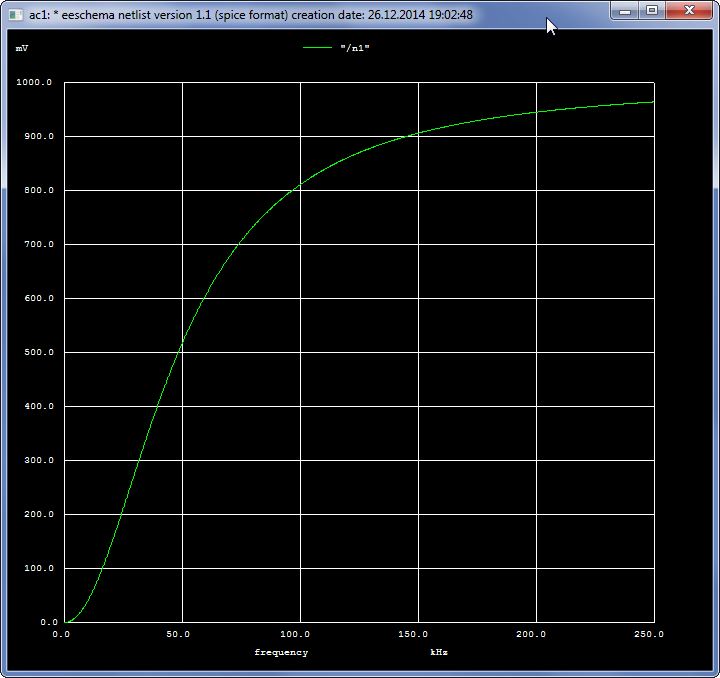 ac1: * eeschema netlist version 1.1 (spice format) creation date: 26.12.2014 19:02:48
mV "/n1"
1000.0
900.0
800.0
700.0
600.0
500.0
400.0
300.0
200.0
100.0
0.0
0.0 50.0 100.0 150.0 200.0 250.0
frequency kHz